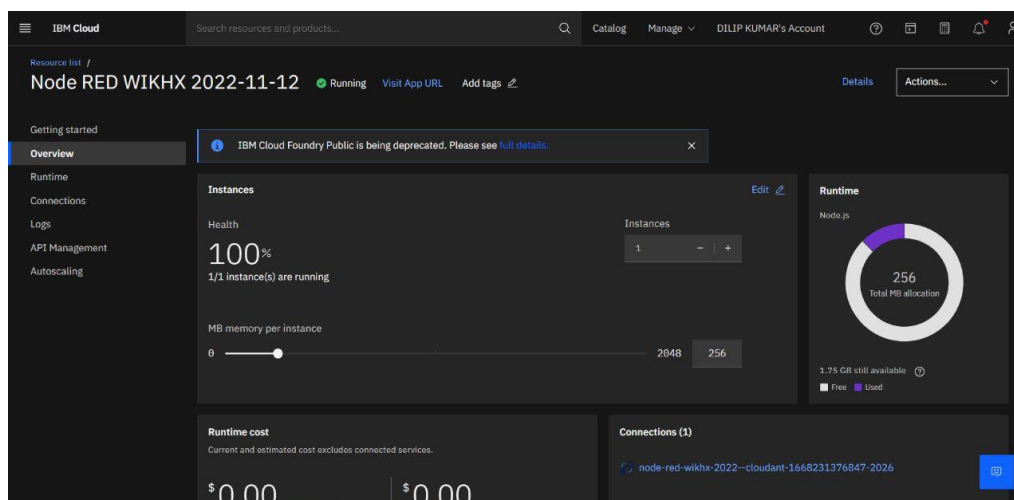 IBM Cloud
Search resources and products...
Catalog
Manage
DILIP KUMAR's Account
Resource list /
Node RED WIKHX 2022-11-12
Running
Visit App URL
Add tags
Details
Actions...
Getting started
Overview
Runtime
Connections
Logs
API Management
Autoscaling
IBM Cloud Foundry Public is being deprecated. Please see full details.
Instances
Edit
Health
100%
1/1 instance(s) are running
Instances
1
MB memory per instance
0
2048
256
Runtime
Node.js
256
Total MB allocation
1.75 GB still available
Free
Used
Runtime cost
Current and estimated cost excludes connected services.
$0.00
$0.00
Connections (1)
node-red-wikhx-2022--cloudant-1668231376847-2026